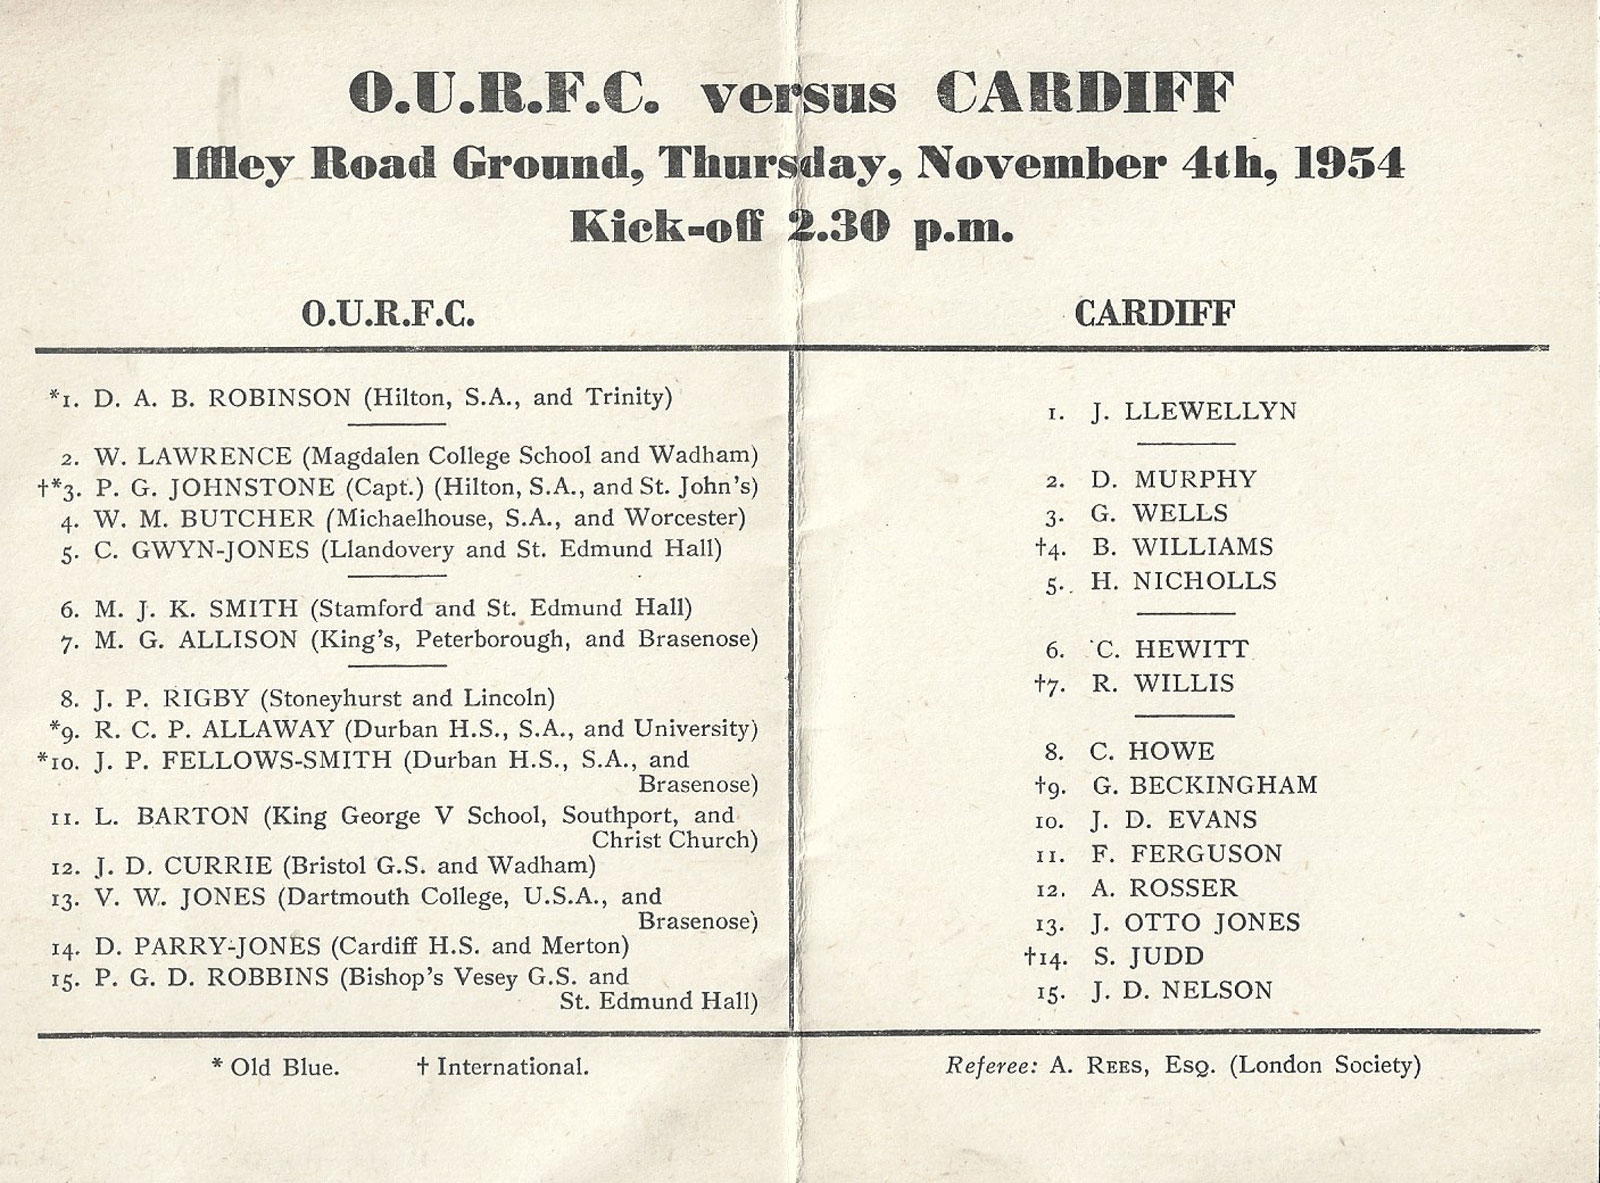 O.U.R.F.C. versus CARDIFF
Iffley Road Ground, Thursday, November 4th, 1954
Kick-off 2.30 p.m.
O.U.R.F.C.
*1. D. A. B. ROBINSON (Hilton, S.A., and Trinity)
2. W. LAWRENCE (Magdalen College School and Wadham)
†*3. P. G. JOHNSTONE (Capt.) (Hilton, S.A., and St. John's)
4. W. M. BUTCHER (Michaelhouse, S.A., and Worcester)
5. C. GWYN-JONES (Llandovery and St. Edmund Hall)
6. M. J. K. SMITH (Stamford and St. Edmund Hall)
7. M. G. ALLISON (King's, Peterborough, and Brasenose)
8. J. P. RIGBY (Stoneyhurst and Lincoln)
*9. R. C. P. ALLAWAY (Durban H.S., S.A., and University)
*10. J. P. FELLOWS-SMITH (Durban H.S., S.A., and
Brasenose)
11. L. BARTON (King George V School, Southport, and
Christ Church)
12. J. D. CURRIE (Bristol G.S. and Wadham)
13. V. W. JONES (Dartmouth College, U.S.A., and
Brasenose)
14. D. PARRY-JONES (Cardiff H.S. and Merton)
15. P. G. D. ROBBINS (Bishop's Vesey G.S. and
St. Edmund Hall)
* Old Blue. † International.
CARDIFF
1. J. LLEWELLYN
2. D. MURPHY
3. G. WELLS
†4. B. WILLIAMS
5. H. NICHOLLS
6. C. HEWITT
†7. R. WILLIS
8. C. HOWE
†9. G. BECKINGHAM
10. J. D. EVANS
11. F. FERGUSON
12. A. ROSSER
13. J. OTTO JONES
†14. S. JUDD
15. J. D. NELSON
Referee: A. REES, ESQ. (London Society)